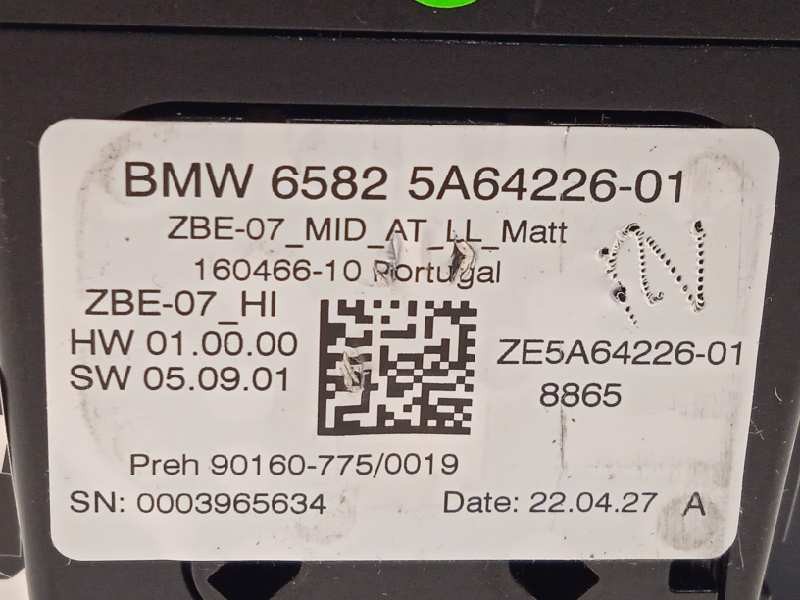 BMW 6582 5A64226-01
ZBE-07_MID_AT_LL_Matt
160466-10 Portugal
ZBE-07_HI
HW 01.00.00
SW 05.09.01
ZE5A64226-01
8865
Preh 90160-775/0019
SN: 0003965634 Date: 22.04.27 A